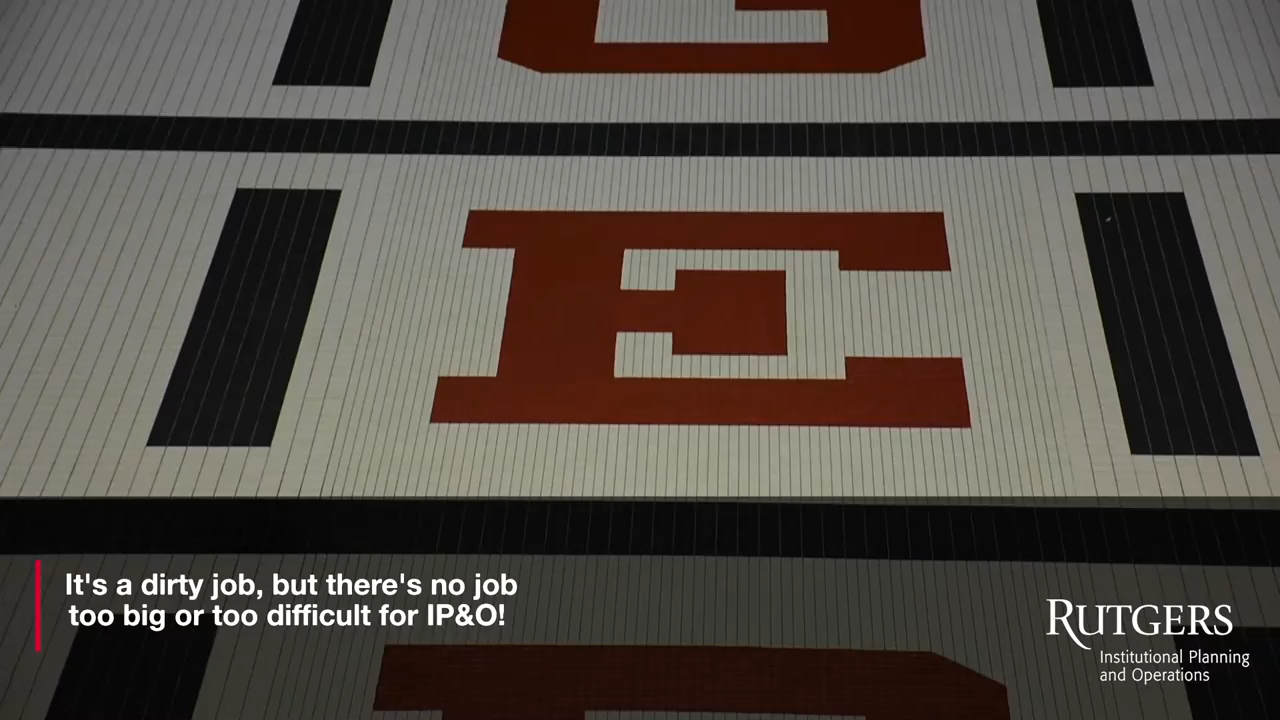 G
E
It's a dirty job, but there's no job
too big or too difficult for IP&O!
R
RUTGERS
Institutional Planning
and Operations